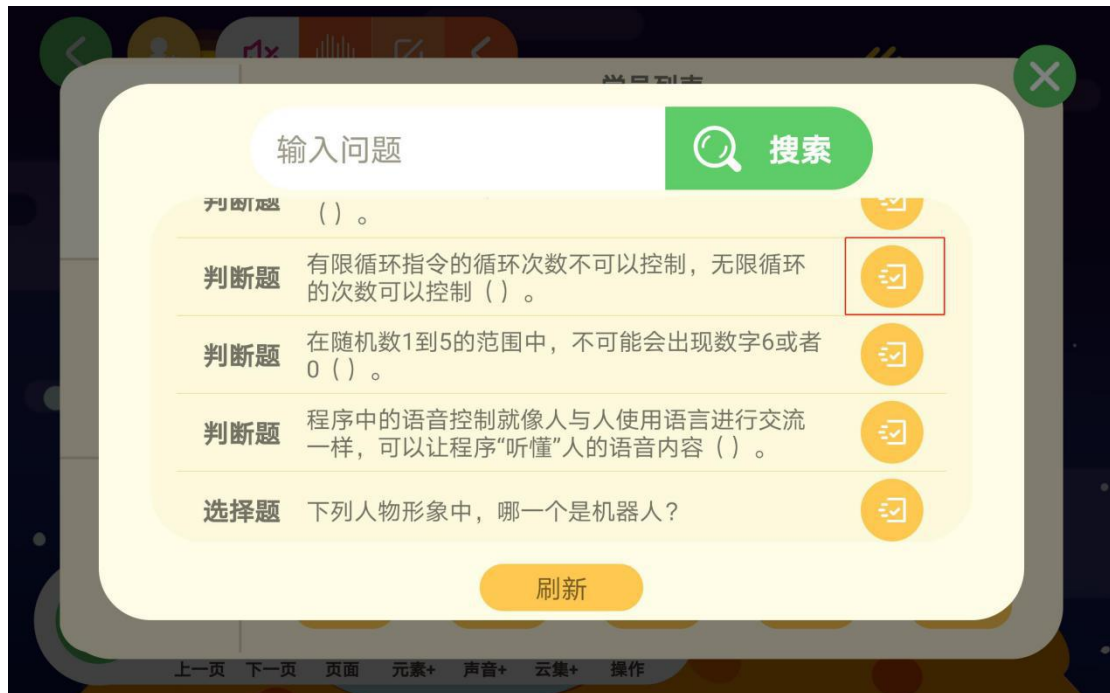 学员列表
输入问题
搜索
判断题
（）。
判断题
有限循环指令的循环次数不可以控制，无限循环
的次数可以控制（）。
判断题
在随机数1到5的范围中，不可能会出现数字6或者
0（）。
判断题
程序中的语音控制就像人与人使用语言进行交流
一样，可以让程序“听懂”人的语音内容（）。
选择题
下列人物形象中，哪一个是机器人？
刷新
上一页 下一页 页面 元素+ 声音+ 云集+ 操作